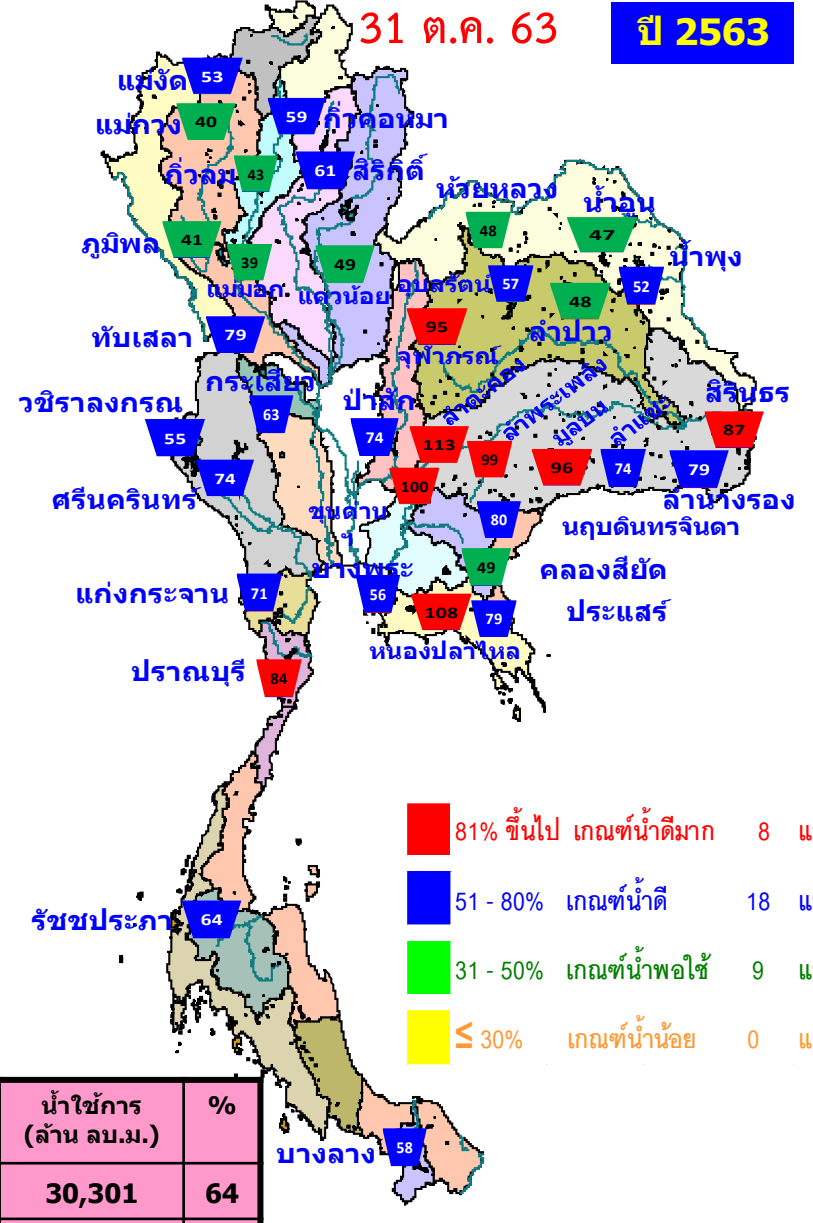 31 ต.ค. 63
ปี 2563
แม่งัด 53
แม่กวง 40
59 กิ่วคอหมา
กิ่วลม 43
61 สิริกิติ์
ห้วยหลวง
48
น้ำอูน
47
ภูมิพล 41
39
แม่มอก
49
แควน้อย
น้ำพุง
52
อุบลรัตน์ 57
48
ลำปาว
ทับเสลา 79
95
จุฬาภรณ์
กระเสียว
63
ป่าสัก
74
ลำตะคอง
113
ลำพระเพลิง
99
มูลบน
96
ลำแชะ
74
สิรินธร
87
วชิราลงกรณ
55
79
ลำนางรอง
ศรีนครินทร์ 74
100
ขุนด่าน
ฯ
80
นฤบดินทรจินดา
บางพระ
56
49
คลองสียัด
แก่งกระจาน 71
108
หนองปลาไหล
79
ประแสร์
ปราณบุรี 84
81% ขึ้นไป เกณฑ์น้ำดีมาก 8 แ
51 - 80% เกณฑ์น้ำดี 18 แ
รัชชประภา 64
31 - 50% เกณฑ์น้ำพอใช้ 9 แ
≤ 30% เกณฑ์น้ำน้อย 0 แ
น้ำใช้การ %
(ล้าน ลบ.ม.)
30,301 64
บางลาง 58